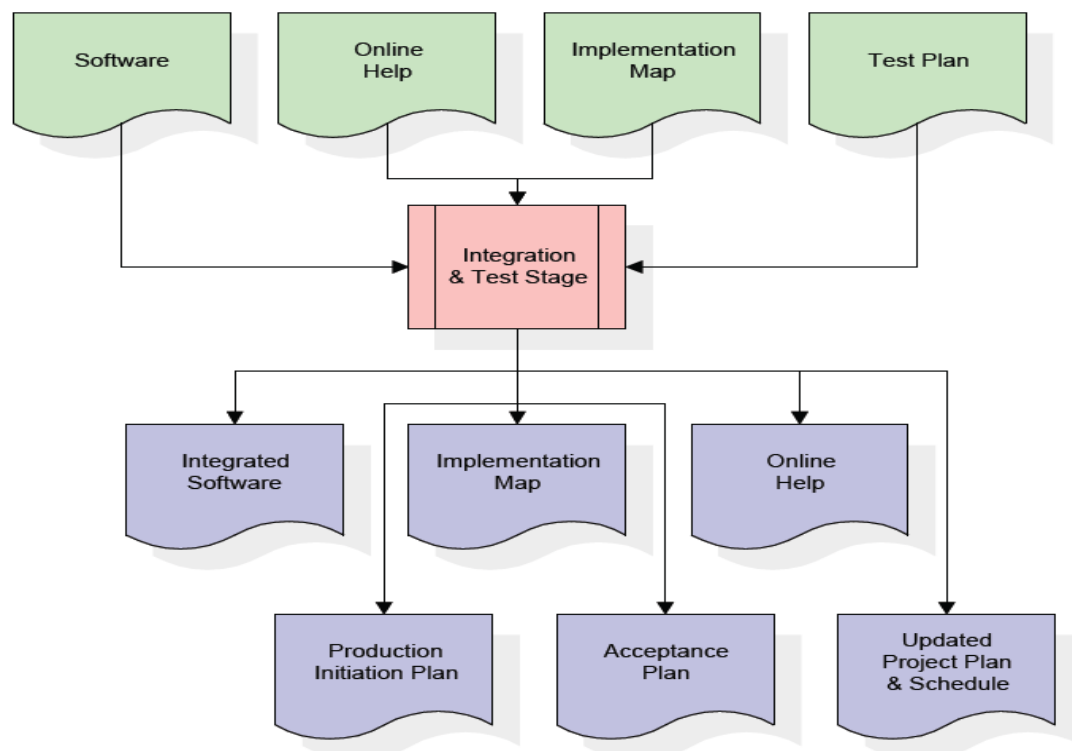 Software
Online
Help
Implementation
Map
Test Plan
Integration
& Test Stage
Integrated
Software
Implementation
Map
Online
Help
Production
Initiation Plan
Acceptance
Plan
Updated
Project Plan
& Schedule